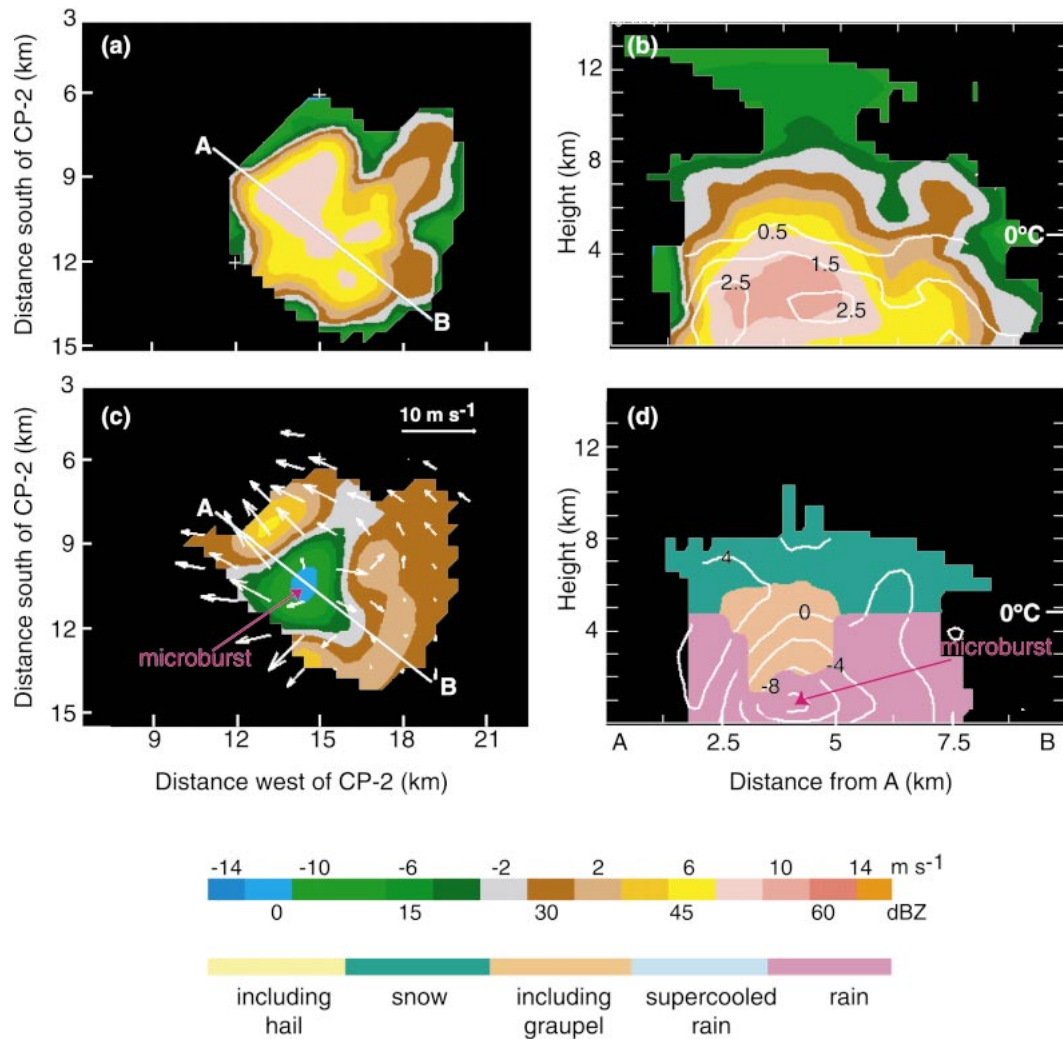 (a)
3
6
9
12
15
Distance south of CP-2 (km)
A
B
(b)
12
8
4
Height (km)
0°C
0.5
1.5
2.5
2.5
(c)
3
6
9
12
15
Distance south of CP-2 (km)
10 m s-1
A
B
microburst
9
12
15
18
21
Distance west of CP-2 (km)
(d)
12
8
4
Height (km)
0°C
4
0
-4
-8
microburst
A
2.5
5
7.5
B
Distance from A (km)
-14 -10 -6 -2 2 6 10 14 m s-1
0 15 30 45 60 dBZ
including hail
snow
including graupel
supercooled rain
rain